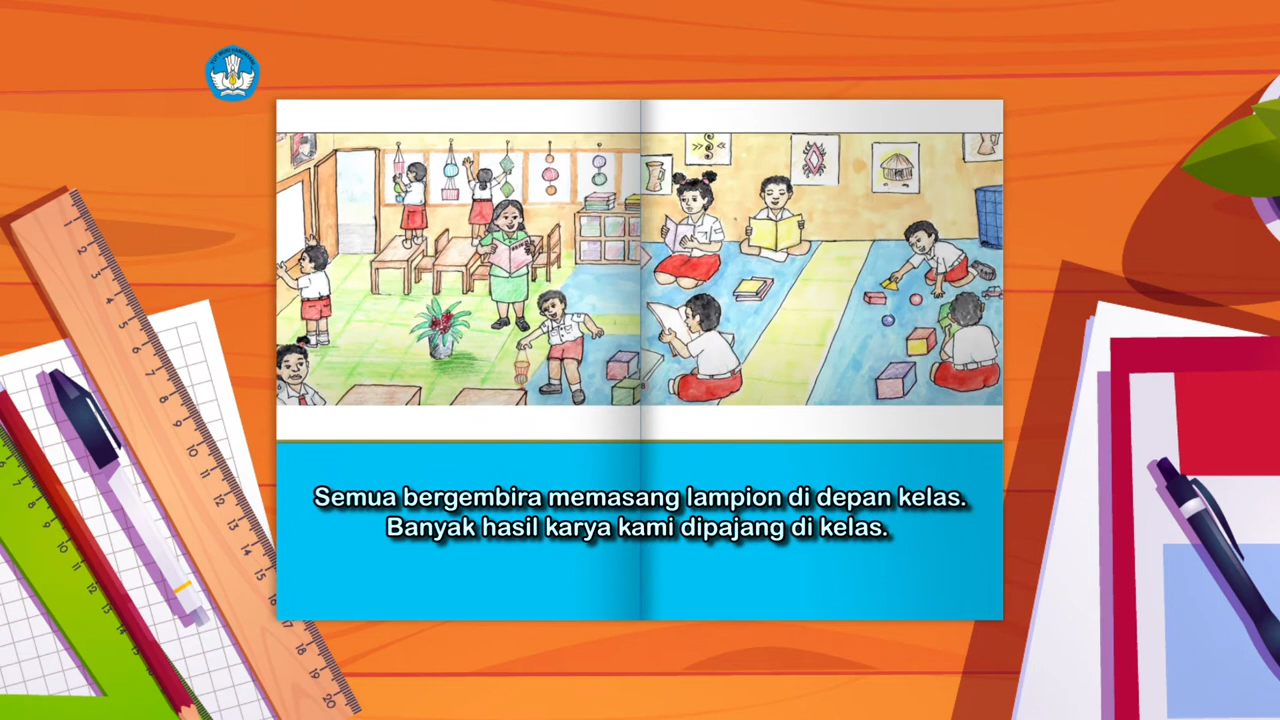 Semua bergembira memasang lampion di depan kelas.
Banyak hasil karya kami dipajang di kelas.